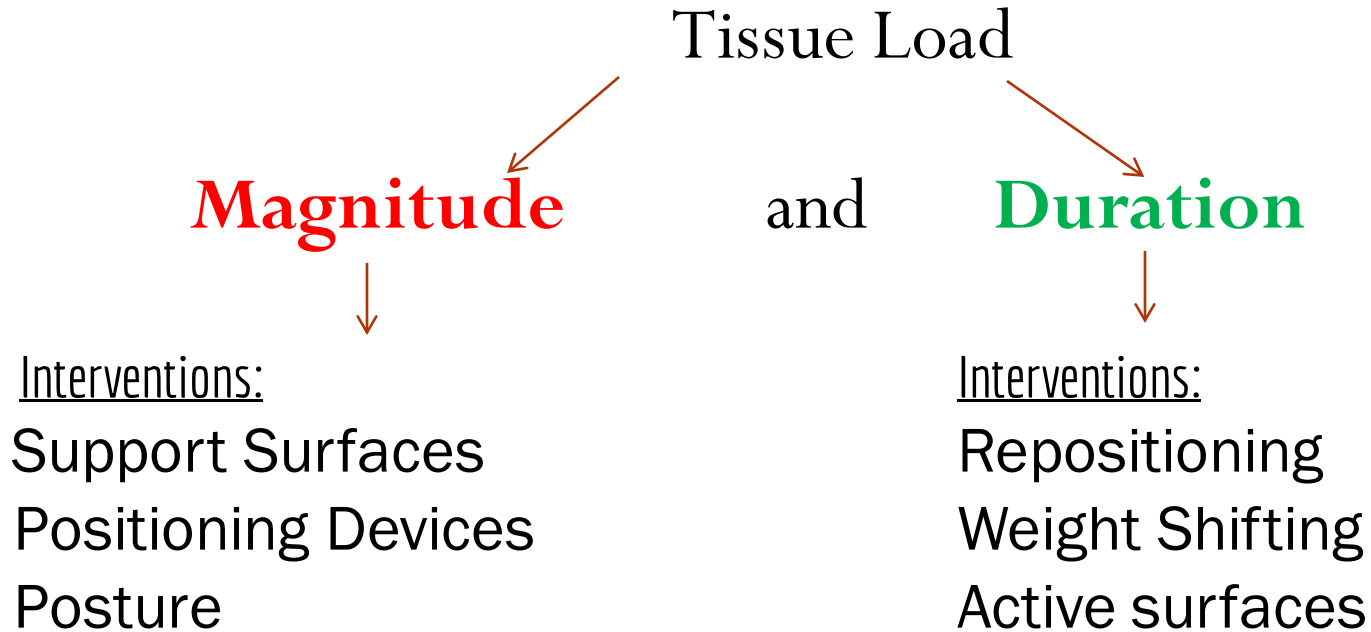 Tissue Load
Magnitude and Duration
Interventions:
Support Surfaces
Positioning Devices
Posture
Interventions:
Repositioning
Weight Shifting
Active surfaces